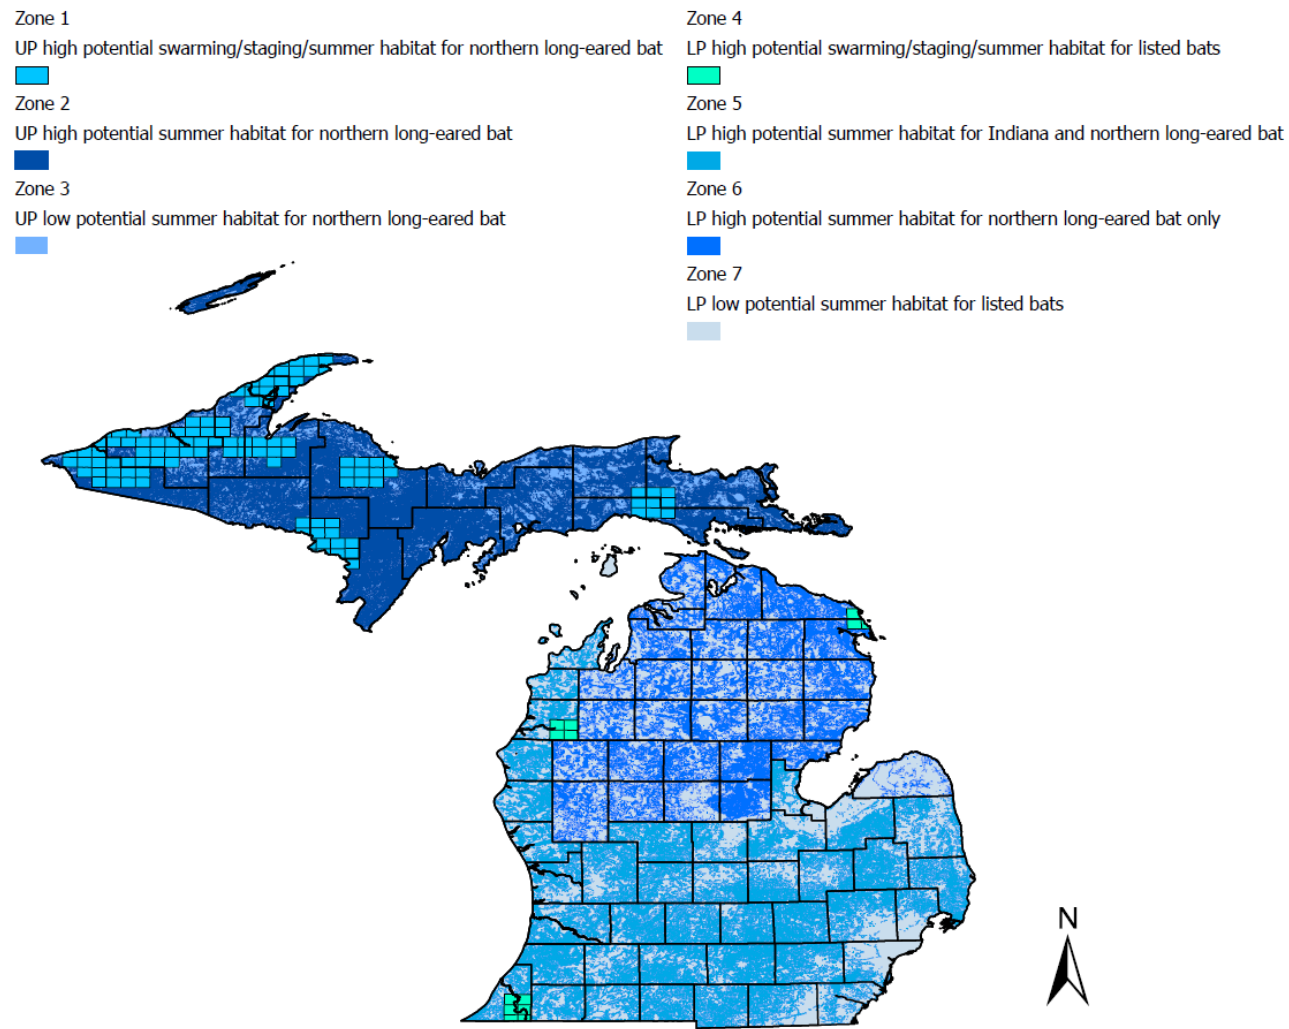 Zone 1
UP high potential swarming/staging/summer habitat for northern long-eared bat
Zone 2
UP high potential summer habitat for northern long-eared bat
Zone 3
UP low potential summer habitat for northern long-eared bat
Zone 4
LP high potential swarming/staging/summer habitat for listed bats
Zone 5
LP high potential summer habitat for Indiana and northern long-eared bat
Zone 6
LP high potential summer habitat for northern long-eared bat only
Zone 7
LP low potential summer habitat for listed bats
N